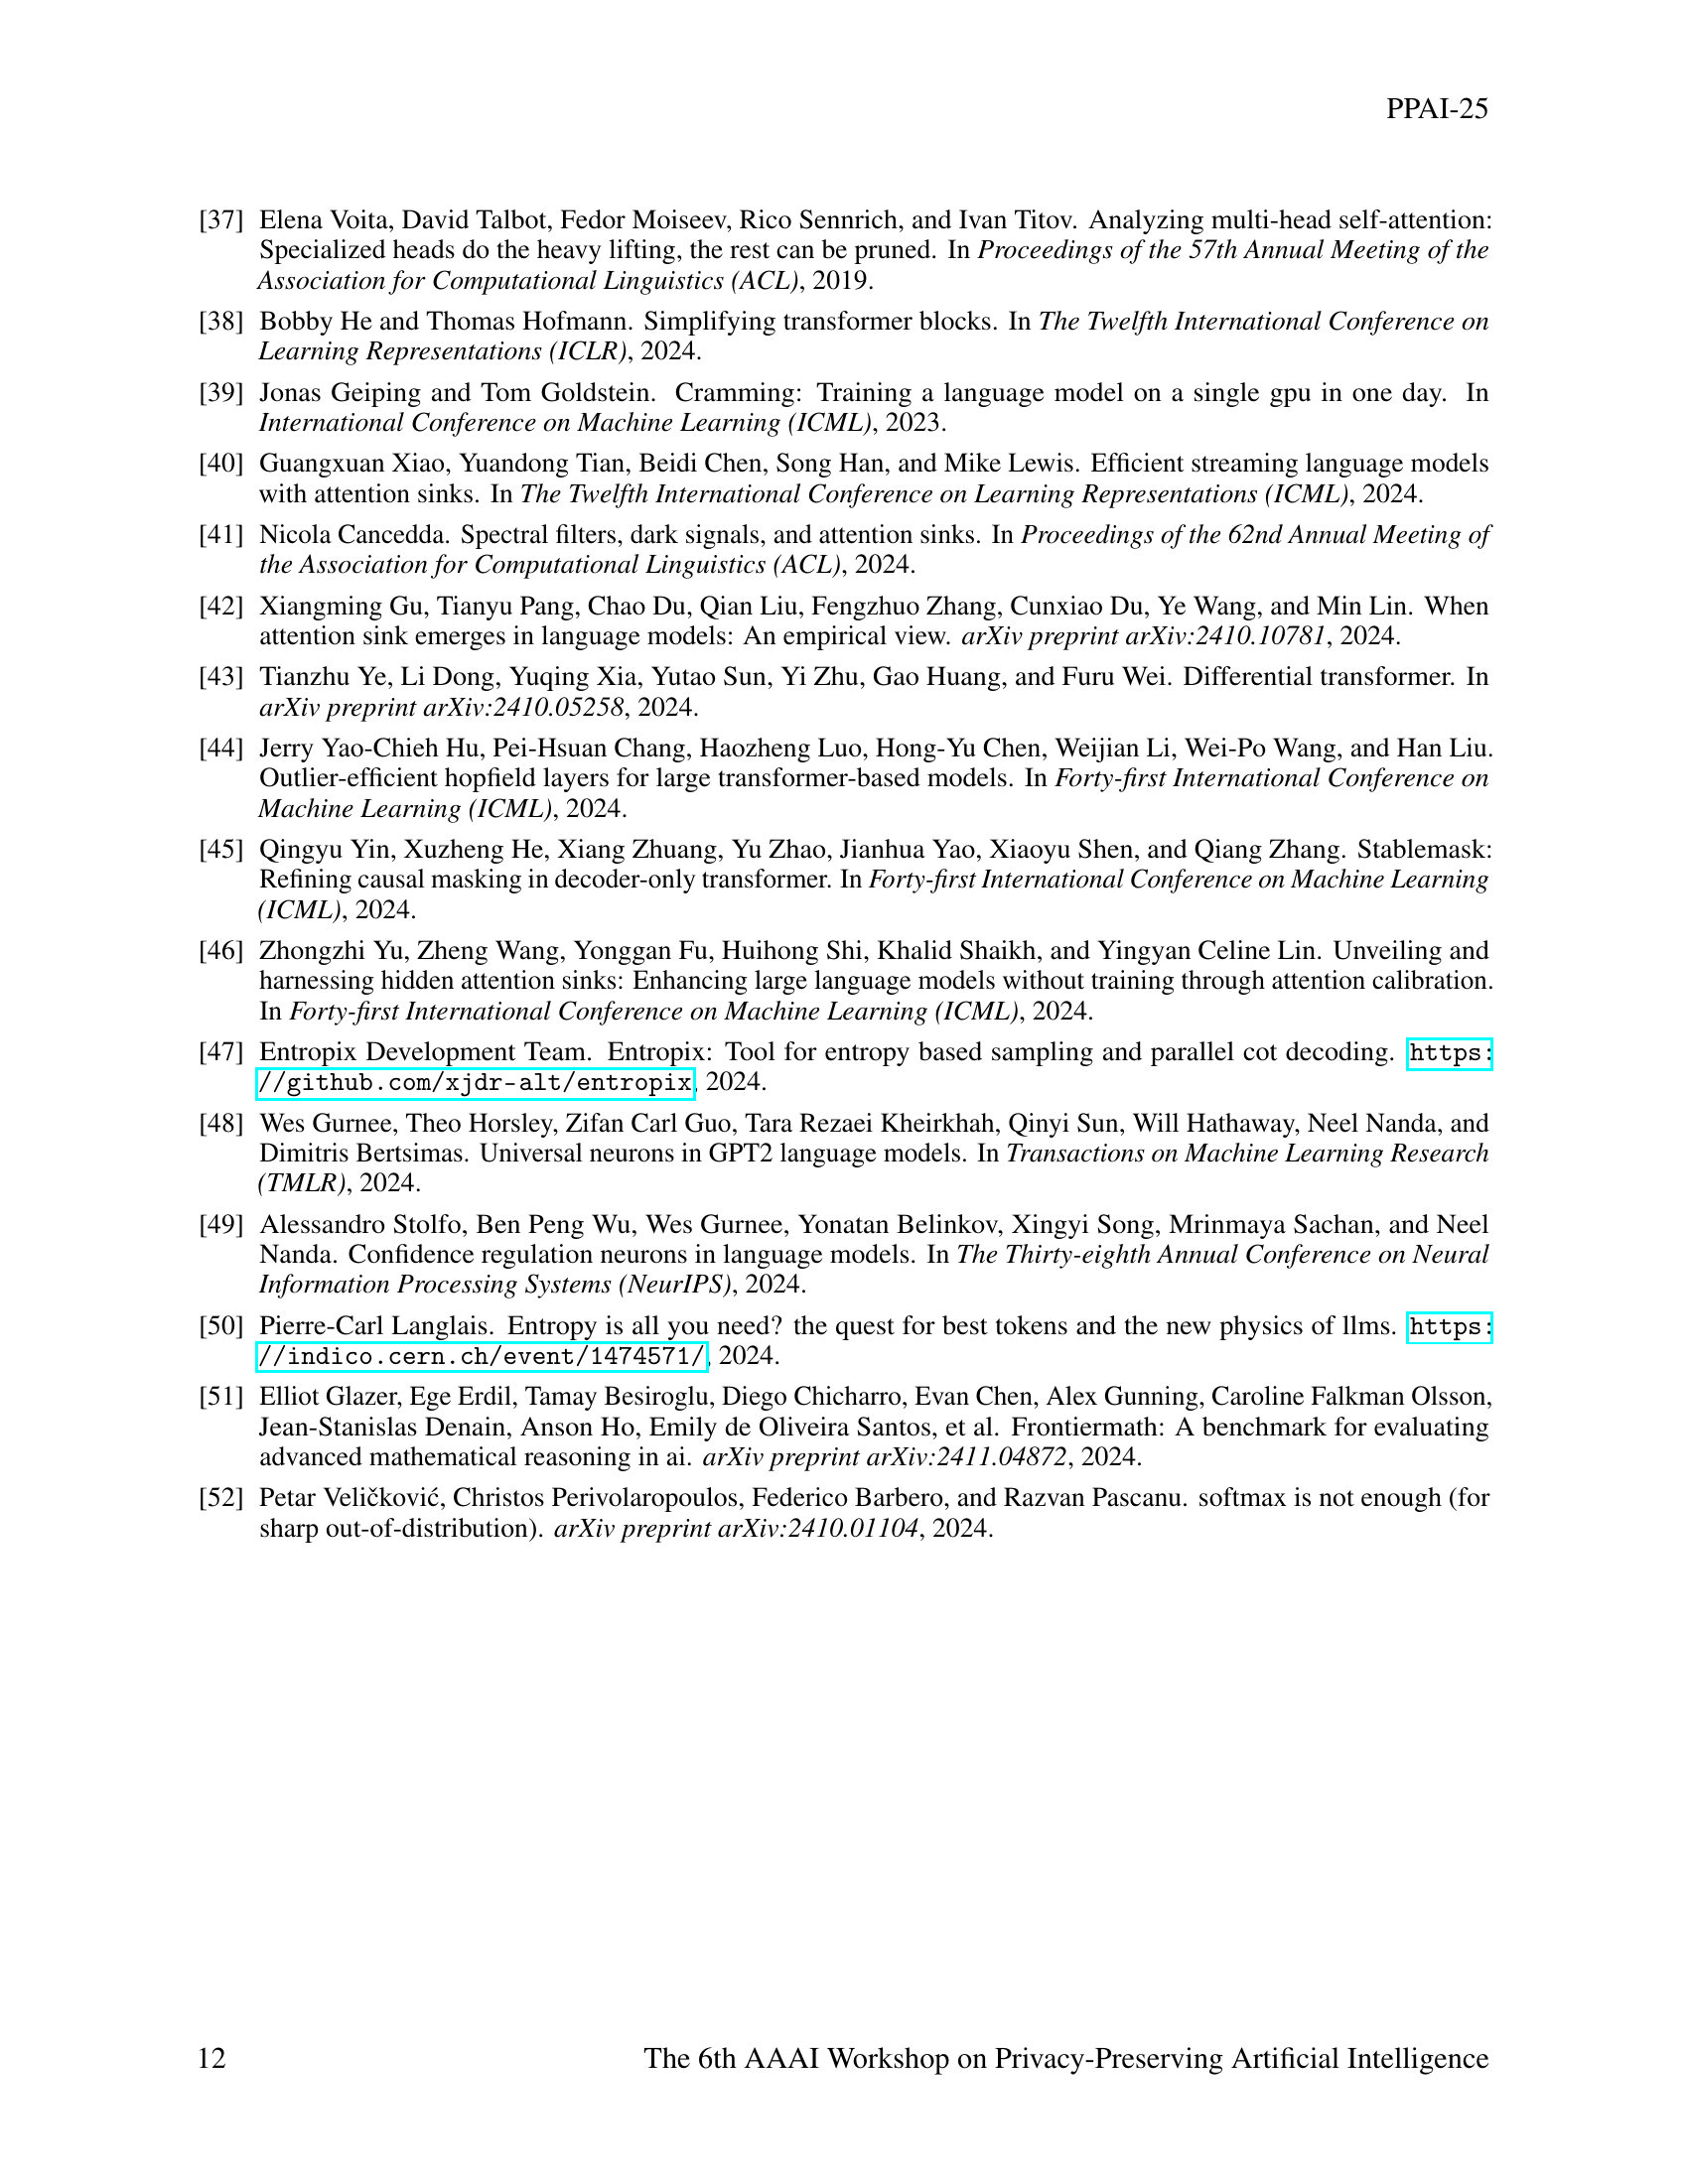 PPAI-25
[37] Elena Voita, David Talbot, Fedor Moiseev, Rico Sennrich, and Ivan Titov. Analyzing multi-head self-attention:
Specialized heads do the heavy lifting, the rest can be pruned. In Proceedings of the 57th Annual Meeting of the
Association for Computational Linguistics (ACL), 2019.
[38] Bobby He and Thomas Hofmann. Simplifying transformer blocks. In The Twelfth International Conference on
Learning Representations (ICLR), 2024.
[39] Jonas Geiping and Tom Goldstein. Cramming: Training a language model on a single gpu in one day. In
International Conference on Machine Learning (ICML), 2023.
[40] Guangxuan Xiao, Yuandong Tian, Beidi Chen, Song Han, and Mike Lewis. Efficient streaming language models
with attention sinks. In The Twelfth International Conference on Learning Representations (ICML), 2024.
[41] Nicola Cancedda. Spectral filters, dark signals, and attention sinks. In Proceedings of the 62nd Annual Meeting of
the Association for Computational Linguistics (ACL), 2024.
[42] Xiangming Gu, Tianyu Pang, Chao Du, Qian Liu, Fengzhuo Zhang, Cunxiao Du, Ye Wang, and Min Lin. When
attention sink emerges in language models: An empirical view. arXiv preprint arXiv:2410.10781, 2024.
[43] Tianzhu Ye, Li Dong, Yuqing Xia, Yutao Sun, Yi Zhu, Gao Huang, and Furu Wei. Differential transformer. In
arXiv preprint arXiv:2410.05258, 2024.
[44] Jerry Yao-Chieh Hu, Pei-Hsuan Chang, Haozheng Luo, Hong-Yu Chen, Weijian Li, Wei-Po Wang, and Han Liu.
Outlier-efficient hopfield layers for large transformer-based models. In Forty-first International Conference on
Machine Learning (ICML), 2024.
[45] Qingyu Yin, Xuzheng He, Xiang Zhuang, Yu Zhao, Jianhua Yao, Xiaoyu Shen, and Qiang Zhang. Stablemask:
Refining causal masking in decoder-only transformer. In Forty-first International Conference on Machine Learning
(ICML), 2024.
[46] Zhongzhi Yu, Zheng Wang, Yonggan Fu, Huihong Shi, Khalid Shaikh, and Yingyan Celine Lin. Unveiling and
harnessing hidden attention sinks: Enhancing large language models without training through attention calibration.
In Forty-first International Conference on Machine Learning (ICML), 2024.
[47] Entropix Development Team. Entropix: Tool for entropy based sampling and parallel cot decoding. https:
//github.com/xjdr-alt/entropix, 2024.
[48] Wes Gurnee, Theo Horsley, Zifan Carl Guo, Tara Rezaei Kheirkhah, Qinyi Sun, Will Hathaway, Neel Nanda, and
Dimitris Bertsimas. Universal neurons in GPT2 language models. In Transactions on Machine Learning Research
(TMLR), 2024.
[49] Alessandro Stolfo, Ben Peng Wu, Wes Gurnee, Yonatan Belinkov, Xingyi Song, Mrinmaya Sachan, and Neel
Nanda. Confidence regulation neurons in language models. In The Thirty-eighth Annual Conference on Neural
Information Processing Systems (NeurIPS), 2024.
[50] Pierre-Carl Langlais. Entropy is all you need? the quest for best tokens and the new physics of llms. https:
//indico.cern.ch/event/1474571/, 2024.
[51] Elliot Glazer, Ege Erdil, Tamay Besiroglu, Diego Chicharro, Evan Chen, Alex Gunning, Caroline Falkman Olsson,
Jean-Stanislas Denain, Anson Ho, Emily de Oliveira Santos, et al. Frontiermath: A benchmark for evaluating
advanced mathematical reasoning in ai. arXiv preprint arXiv:2411.04872, 2024.
[52] Petar Veličković, Christos Perivolaropoulos, Federico Barbero, and Razvan Pascanu. softmax is not enough (for
sharp out-of-distribution). arXiv preprint arXiv:2410.01104, 2024.
12 The 6th AAAI Workshop on Privacy-Preserving Artificial Intelligence